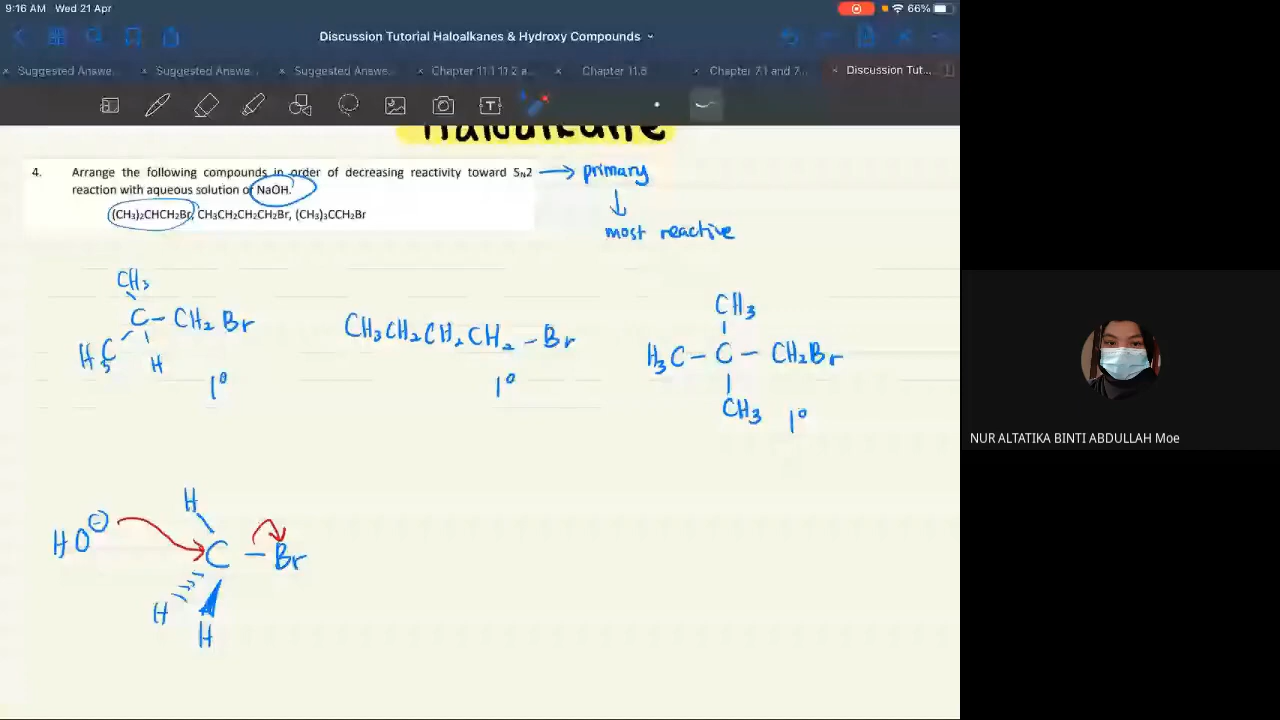 9:16 AM Wed 21 Apr
66%
Discussion Tutorial Haloalkanes & Hydroxy Compounds
Suggested Answe... Suggested Answe... Suggested Answe... Chapter 11.1 11.2 a... Chapter 11.6 Chapter 7.1 and 7... Discussion Tut...
Haloalkane
4. Arrange the following compounds in order of decreasing reactivity toward SN2
reaction with aqueous solution of NaOH.
(CH3)2CHCH2Br, CH3CH2CH2CH2Br, (CH3)3CCH2Br
primary
most reactive
CH3
C - CH2 Br
H3C
H
1°
CH3CH2CH2CH2 - Br
1°
CH3
H3C - C - CH2Br
CH3
1°
H
HO⊖
C - Br
H
H
NUR ALTATIKA BINTI ABDULLAH Moe